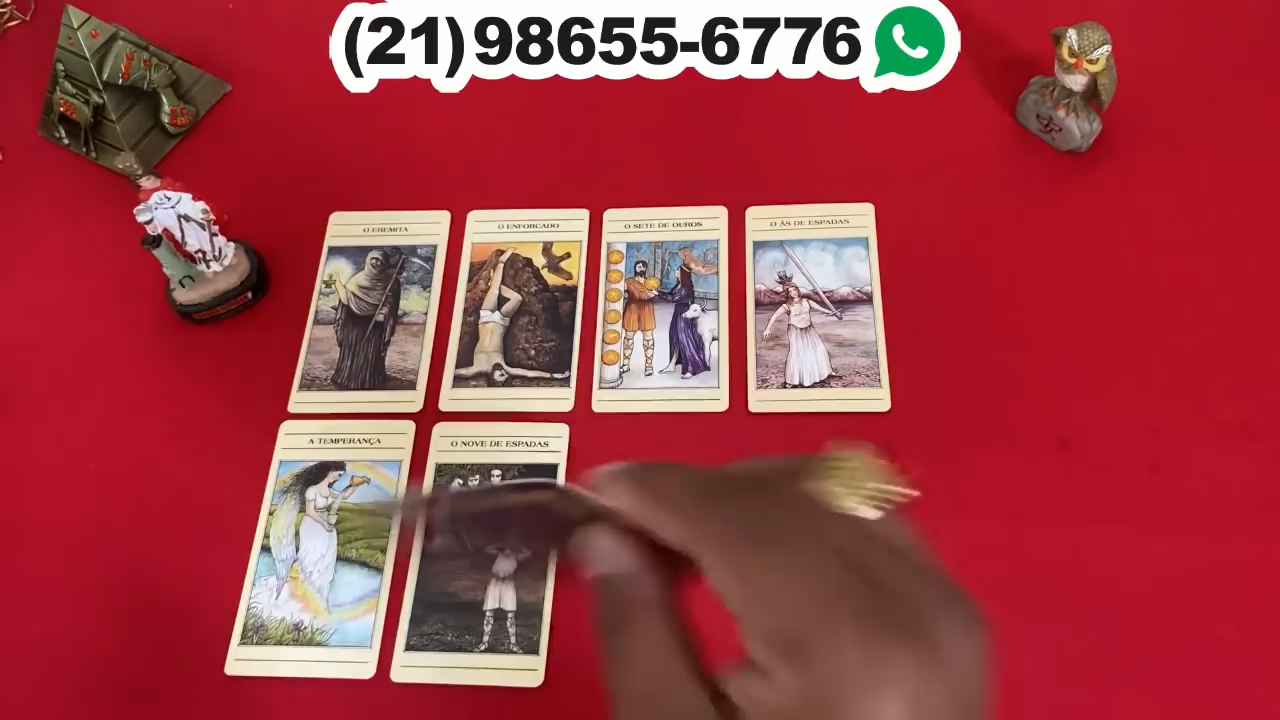 (21)98655-6776
O EREMITA
O ENFORCADO
O SETE DE OUROS
O ÁS DE ESPADAS
A TEMPERANÇA
O NOVE DE ESPADAS